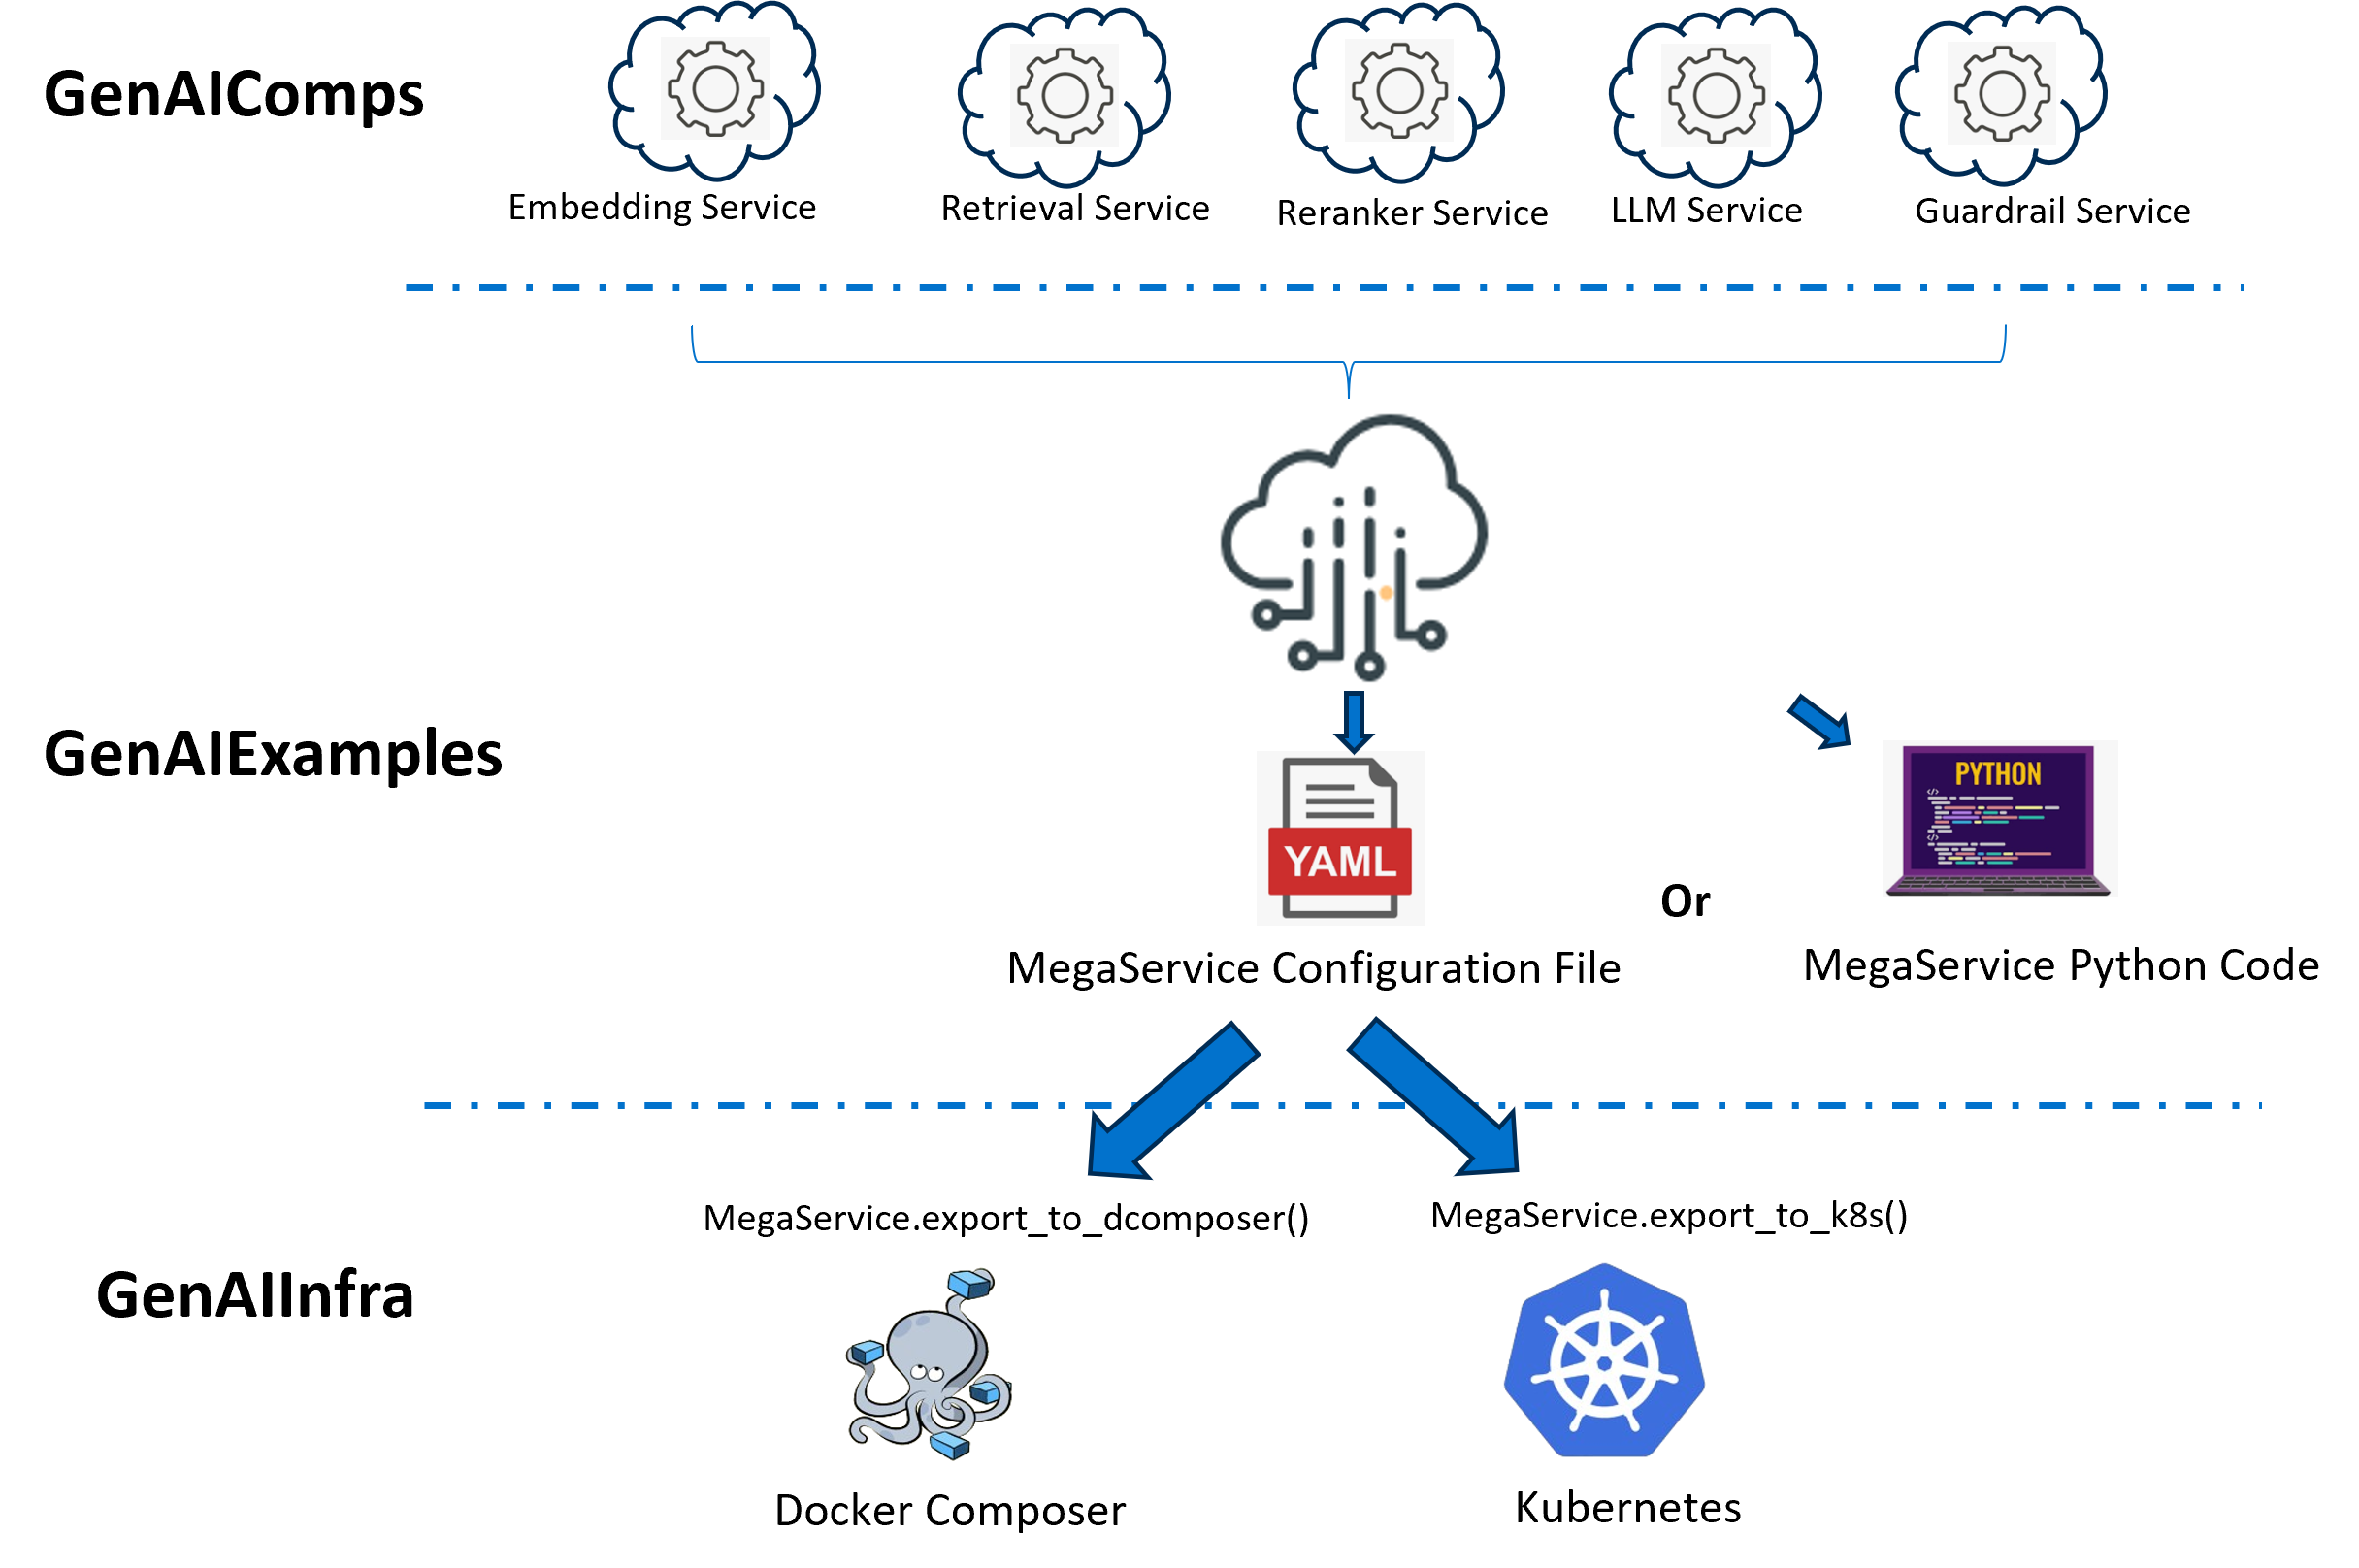 GenAIComps
Embedding Service
Retrieval Service
Reranker Service
LLM Service
Guardrail Service
GenAIExamples
YAML
PYTHON
Or
MegaService Configuration File
MegaService Python Code
MegaService.export_to_dcomposer()
MegaService.export_to_k8s()
GenAIInfra
Docker Composer
Kubernetes